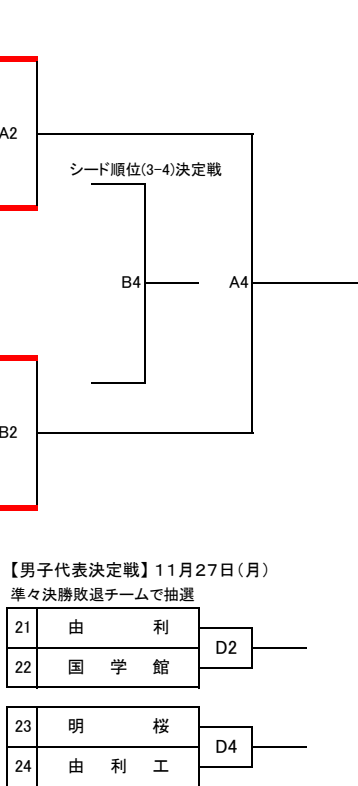 A2
シード順位(3-4)決定戦
B4
A4
B2
【男子代表決定戦】11月27日(月)
準々決勝敗退チームで抽選
21 由 利
D2
22 国 学 館
23 明 桜
D4
24 由 利 工